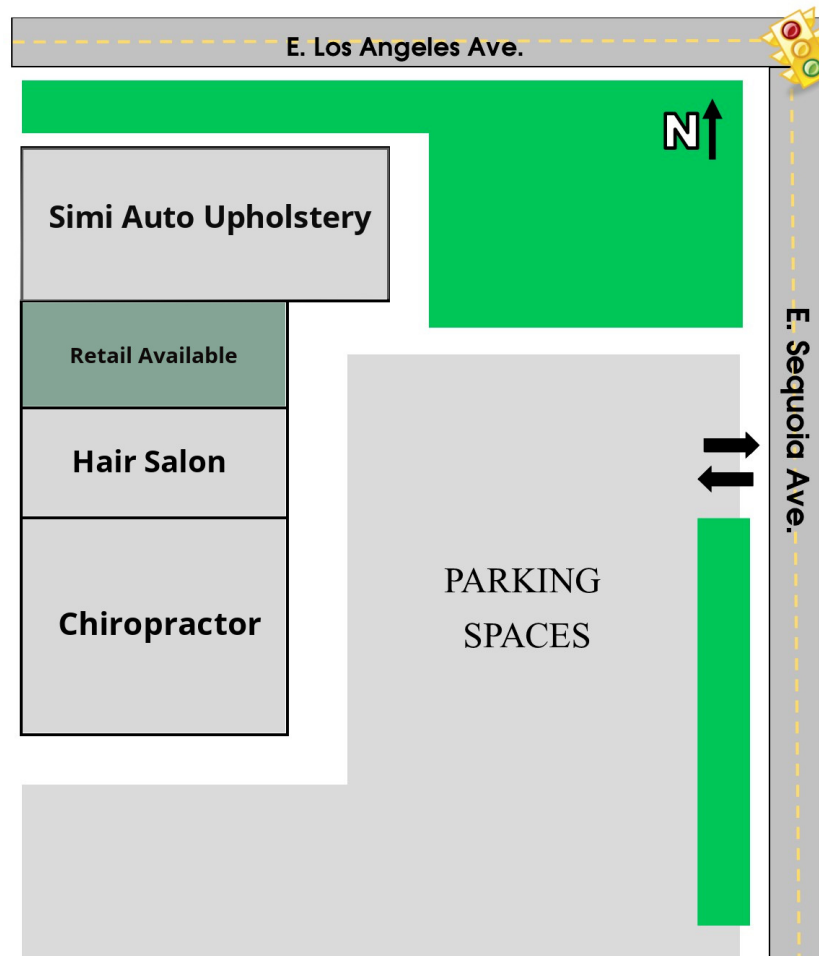 E. Los Angeles Ave.
N
Simi Auto Upholstery
E. Sequoia Ave.
Retail Available
Hair Salon
Chiropractor
PARKING
SPACES